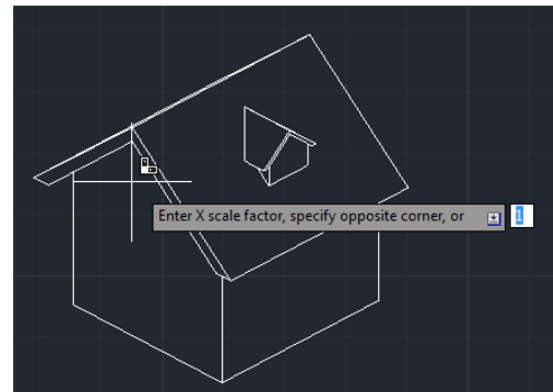 Enter X scale factor, specify opposite corner, or 1